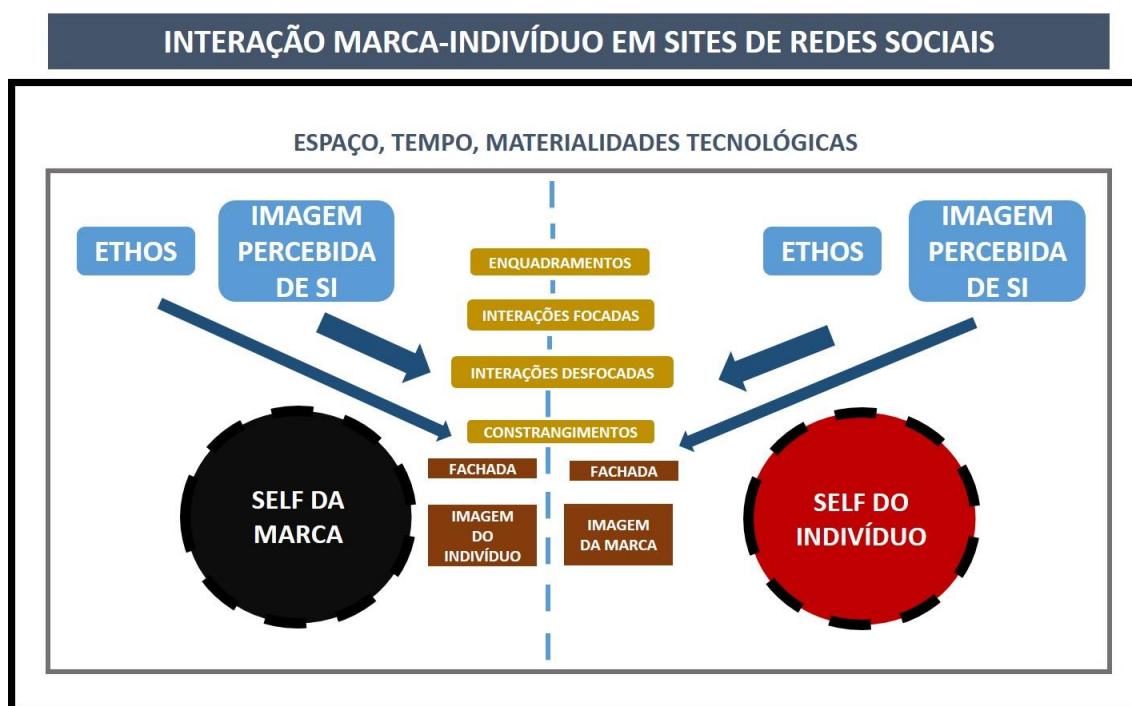 INTERAÇÃO MARCA-INDIVÍDUO EM SITES DE REDES SOCIAIS
ESPAÇO, TEMPO, MATERIALIDADES TECNOLÓGICAS
ETHOS
IMAGEM
PERCEBIDA
DE SI
ENQUADRAMENTOS
INTERAÇÕES FOCADAS
INTERAÇÕES DESFOCADAS
CONSTRANGIMENTOS
ETHOS
IMAGEM
PERCEBIDA
DE SI
SELF DA
MARCA
FACHADA
IMAGEM
DO
INDIVÍDUO
FACHADA
IMAGEM
DA MARCA
SELF DO
INDIVÍDUO